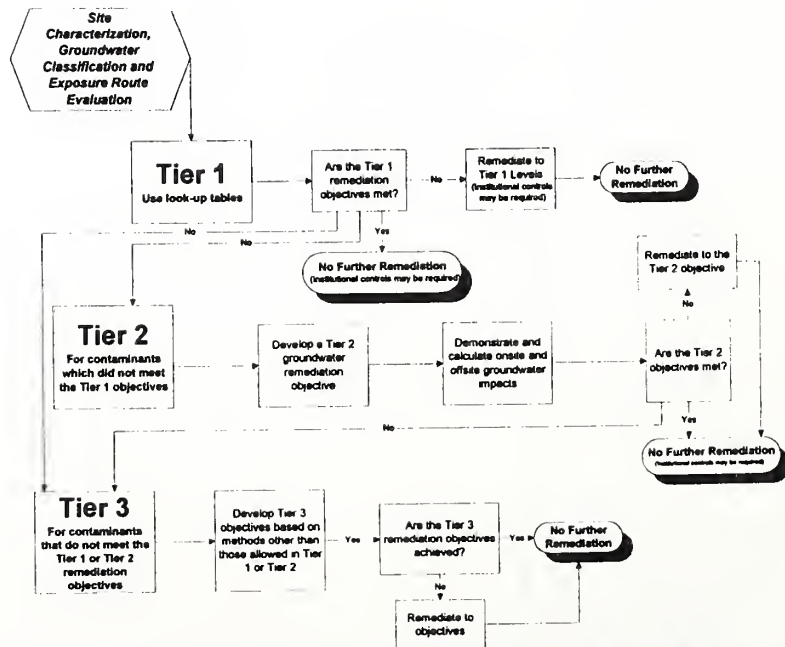 Site
Characterization,
Groundwater
Classification and
Exposure Route
Evaluation
Tier 1
Use look-up tables
Are the Tier 1
remediation
objectives met?
No
Remediate to
Tier 1 Levels
(Institutional controls
may be required)
No Further
Remediation
No
No
Yes
No Further Remediation
(Institutional controls may be required)
Remediate to the
Tier 2 objective
No
Tier 2
For contaminants
which did not meet
the Tier 1 objectives
Develop a Tier 2
groundwater
remediation
objective
Demonstrate and
calculate onsite and
offsite groundwater
impacts
Are the Tier 2
objectives met?
No
Yes
No Further Remediation
(Institutional controls may be required)
Tier 3
For contaminants
that do not meet the
Tier 1 or Tier 2
remediation
objectives
Develop Tier 3
objectives based on
methods other than
those allowed in Tier
1 or Tier 2
Yes
Are the Tier 3
remediation objectives
achieved?
Yes
No Further
Remediation
No
Remediate to
objectives